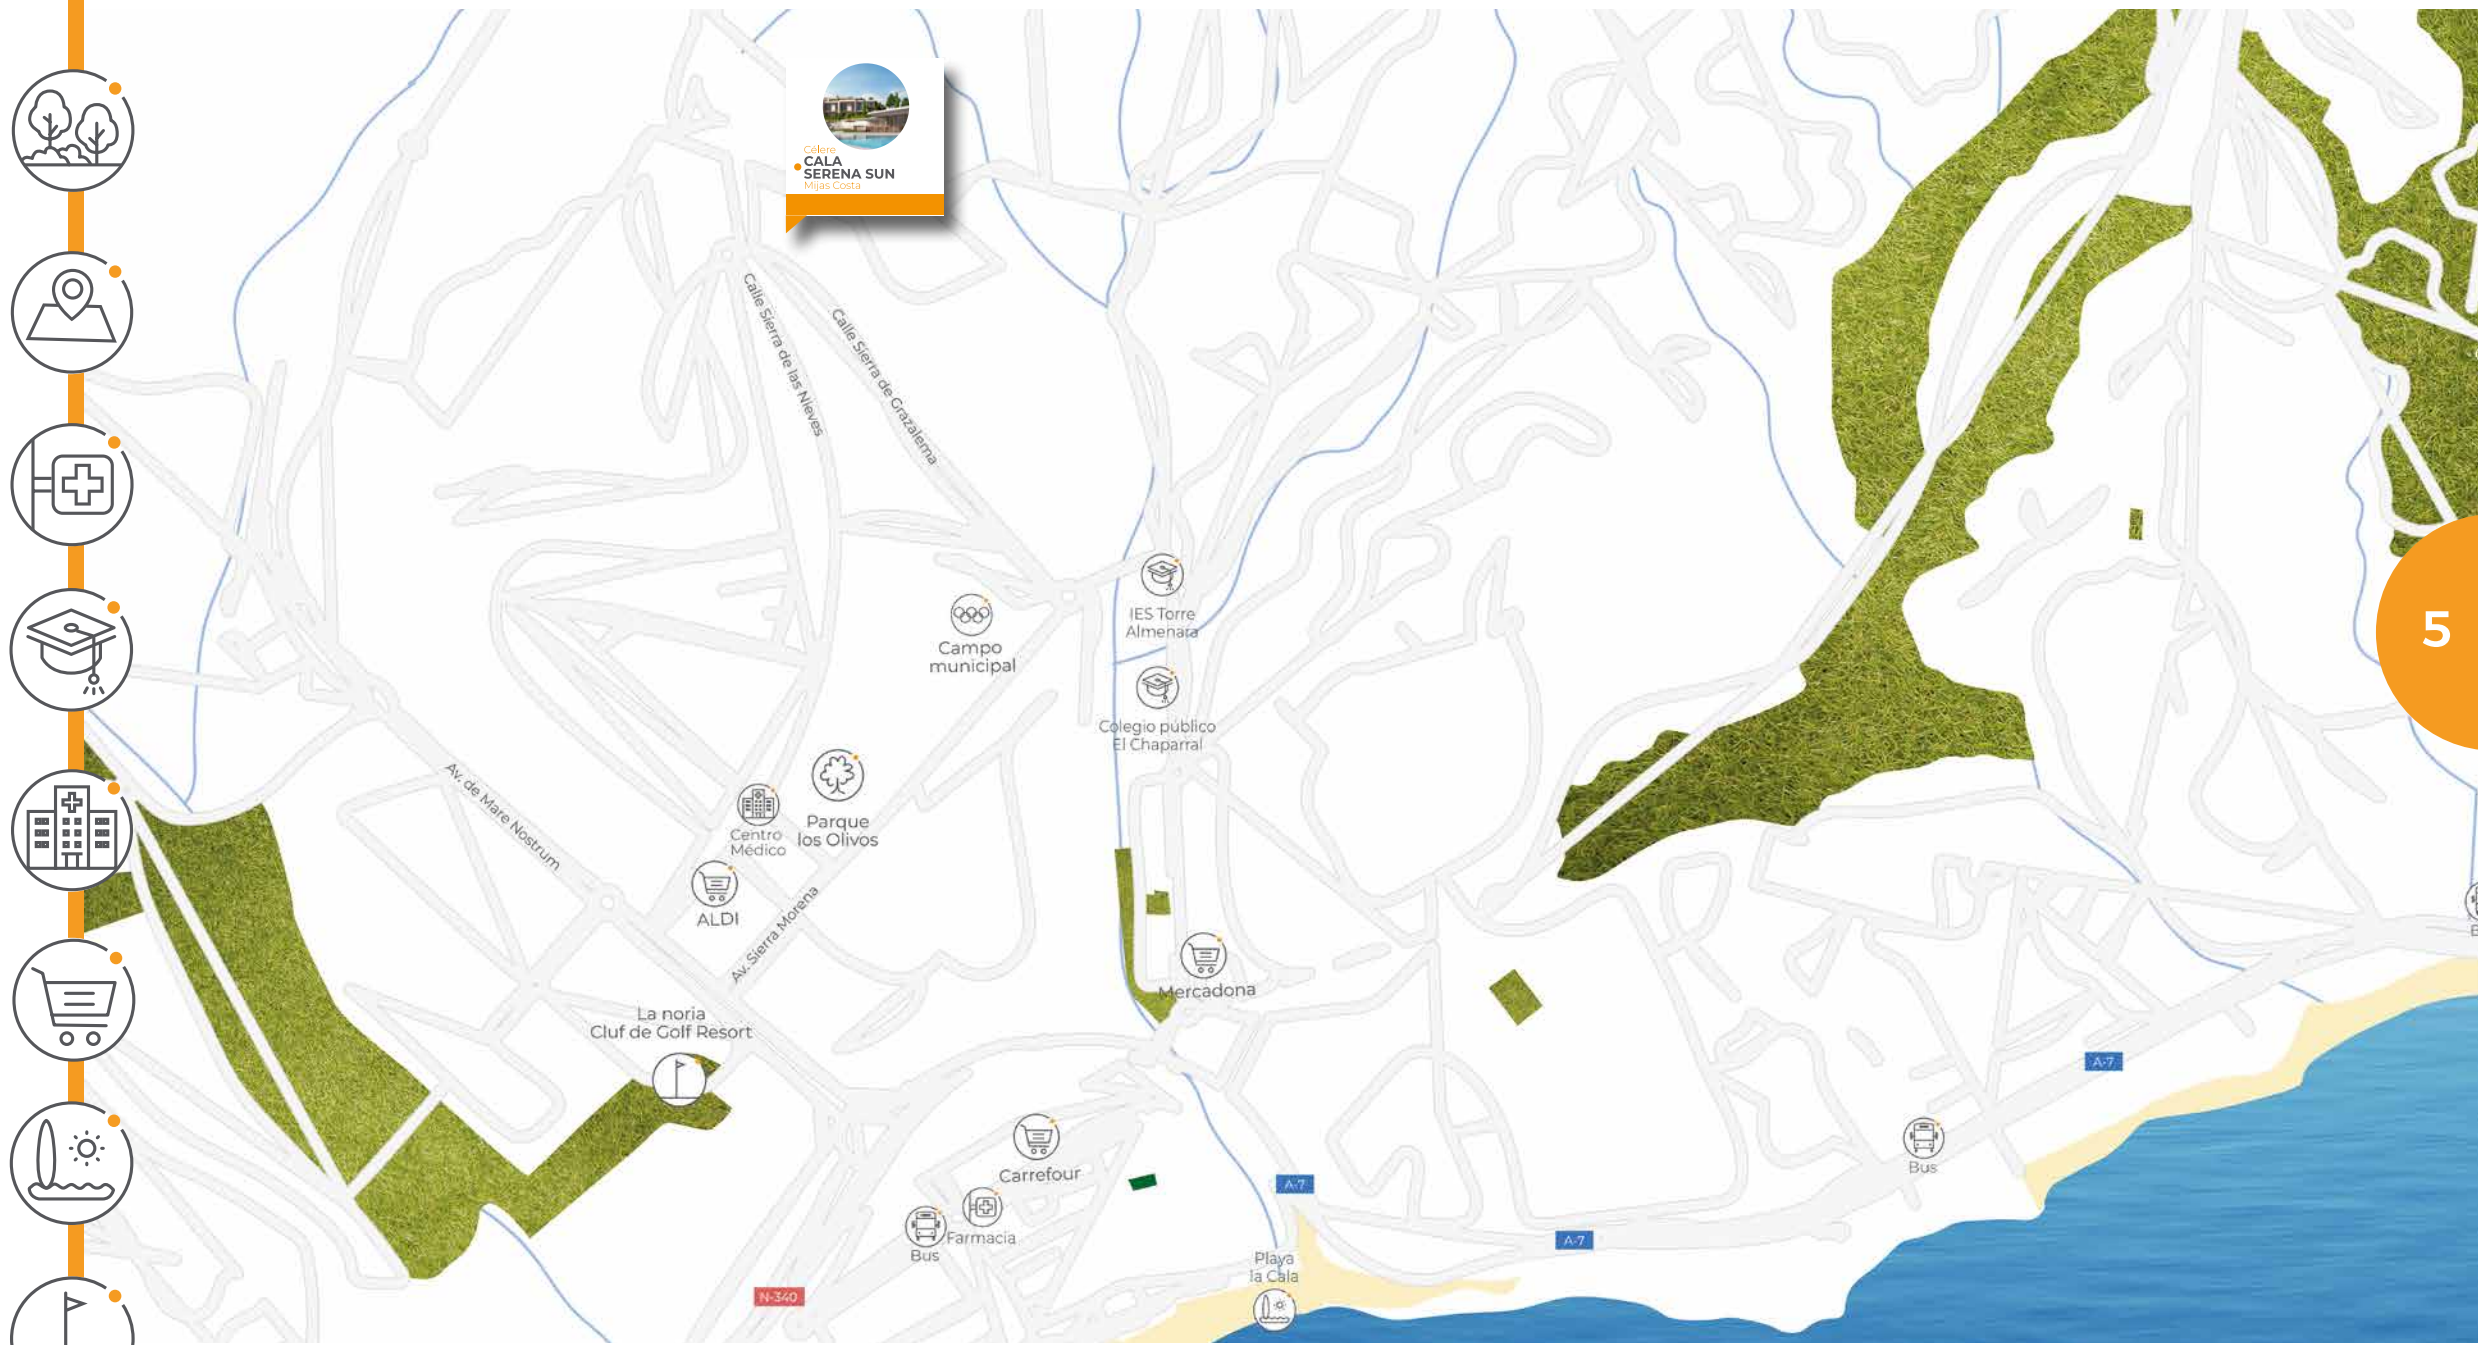 Célere
CALA
SERENA SUN
Mijas Costa
Calle Sierra de las Nieves
Calle Sierra de Grazalema
IES Torre
Almenara
Campo
municipal
5
Colegio público
El Chaparral
Av. de Mare Nostrum
Centro
Médico
Parque
los Olivos
ALDI
Av. Sierra Morena
Mercadona
La noria
Cluf de Golf Resort
A-7
Carrefour
Bus
A-7
Farmacia
Bus
A-7
Playa
la Cala
N-340